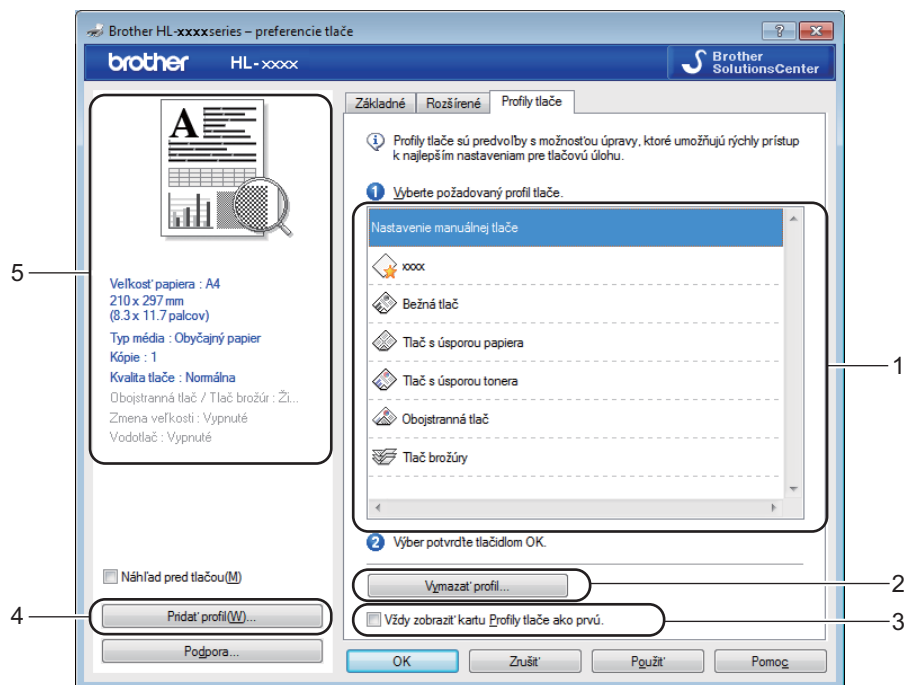 Brother HL-xxxxseries – preferencie tlače
brother HL-xxxx
Brother
SolutionsCenter
A
Veľkosť papiera : A4
210 x 297 mm
(8.3 x 11.7 palcov)
Typ média : Obyčajný papier
Kópie : 1
Kvalita tlače : Normálna
Obojstranná tlač / Tlač brožúr : Ži...
Zmena veľkosti : Vypnuté
Vodotlač : Vypnuté
Náhľad pred tlačou(M)
Pridať profil(W)...
Podpora...
Základné Rozšírené Profily tlače
Profily tlače sú predvoľby s možnosťou úpravy, ktoré umožňujú rýchly prístup
k najlepším nastaveniam pre tlačovú úlohu.
1 Vyberte požadovaný profil tlače.
Nastavenie manuálnej tlače
xxxx
Bežná tlač
Tlač s úsporou papiera
Tlač s úsporou tonera
Obojstranná tlač
Tlač brožúry
2 Výber potvrďte tlačidlom OK.
Vymazať profil...
Vždy zobraziť kartu Profily tlače ako prvú.
OK Zrušiť Použiť Pomoc
1
2
3
4
5